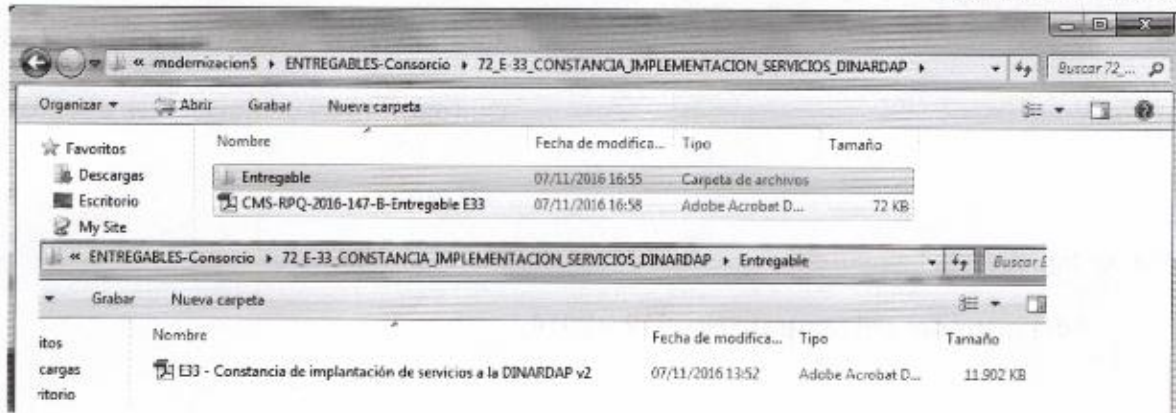 « modernizacion$ ▸ ENTREGABLES-Consorcio ▸ 72_E-33_CONSTANCIA_IMPLEMENTACION_SERVICIOS_DINARDAP ▸ Buscar 72_...
Organizar Abrir Grabar Nueva carpeta
Favoritos
Descargas
Escritorio
My Site
Nombre Fecha de modifica... Tipo Tamaño
Entregable 07/11/2016 16:55 Carpeta de archivos
CMS-RPQ-2016-147-B-Entregable E33 07/11/2016 16:58 Adobe Acrobat D... 72 KB
« ENTREGABLES-Consorcio ▸ 72_E-33_CONSTANCIA_IMPLEMENTACION_SERVICIOS_DINARDAP ▸ Entregable Buscar E
Grabar Nueva carpeta
itos
cargas
ritorio
Nombre Fecha de modifica... Tipo Tamaño
E33 - Constancia de implantación de servicios a la DINARDAP v2 07/11/2016 13:52 Adobe Acrobat D... 11.902 KB